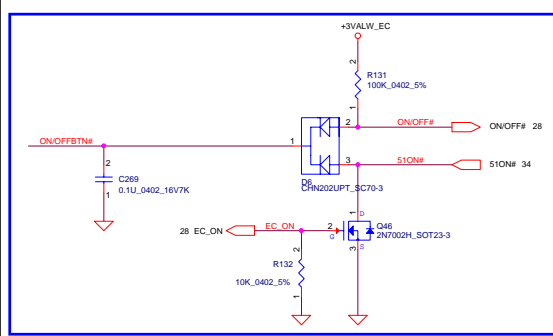 +3VALW_EC
2
R131
100K_0402_5%
1
ON/OFFBTN#
1
2
ON/OFF#
ON/OFF# 28
3
51ON#
51ON# 34
D6
CHN202UPT_SC70-3
2
C269
0.1U_0402_16V7K
1
28 EC_ON
EC_ON
2
G
1
D
Q46
2N7002H_SOT23-3
3
S
2
R132
10K_0402_5%
1